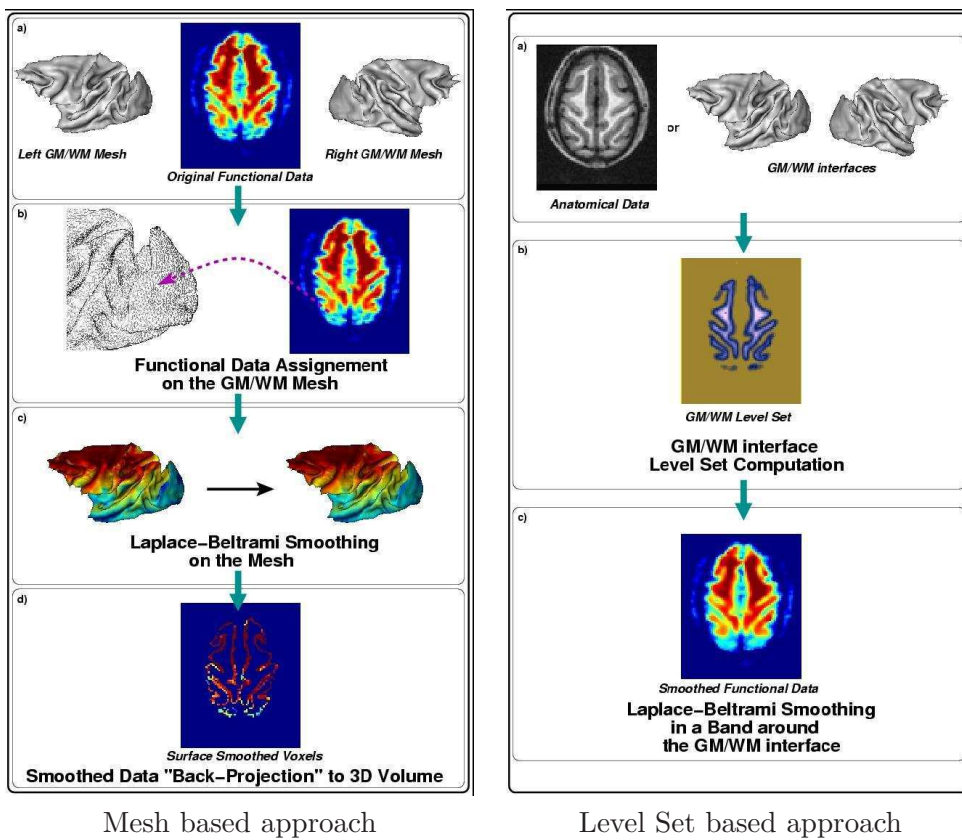 a)
Left GM/WM Mesh
Right GM/WM Mesh
Original Functional Data
b)
Functional Data Assignement
on the GM/WM Mesh
c)
Laplace-Beltrami Smoothing
on the Mesh
d)
Surface Smoothed Voxels
Smoothed Data "Back-Projection" to 3D Volume
Mesh based approach
a)
or
GM/WM interfaces
Anatomical Data
b)
GM/WM Level Set
GM/WM interface
Level Set Computation
c)
Smoothed Functional Data
Laplace-Beltrami Smoothing
in a Band around
the GM/WM interface
Level Set based approach